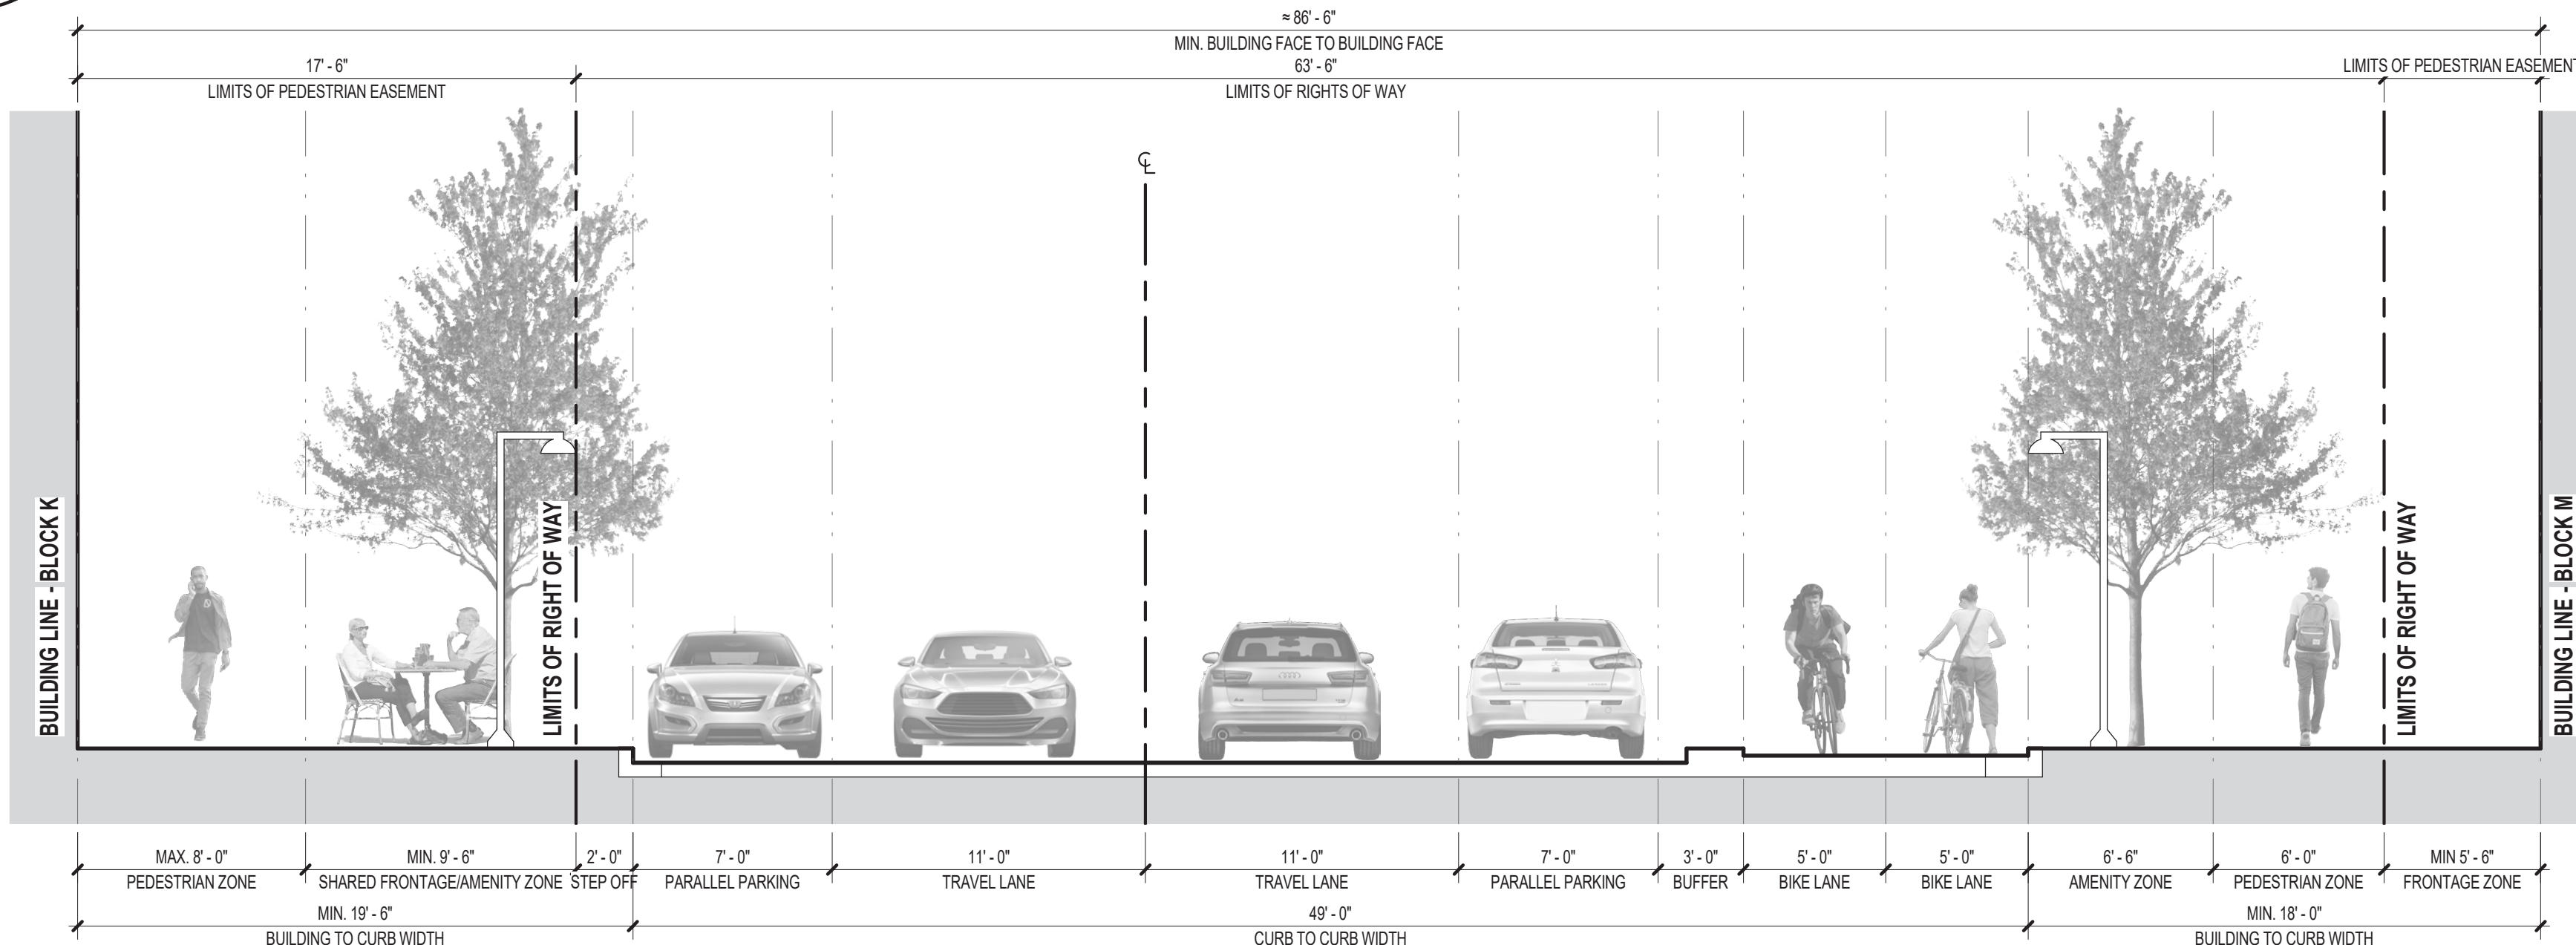 ≈ 86' - 6"
MIN. BUILDING FACE TO BUILDING FACE
17' - 6"
63' - 6"
LIMITS OF PEDESTRIAN EASEMENT
LIMITS OF PEDESTRIAN EASEMENT
LIMITS OF RIGHTS OF WAY
℄
BUILDING LINE - BLOCK K
LIMITS OF RIGHT OF WAY
LIMITS OF RIGHT OF WAY
BUILDING LINE - BLOCK M
MAX. 8' - 0"
MIN. 9' - 6"
2' - 0"
7' - 0"
11' - 0"
11' - 0"
7' - 0"
3' - 0"
5' - 0"
5' - 0"
6' - 6"
6' - 0"
MIN 5' - 6"
PEDESTRIAN ZONE
SHARED FRONTAGE/AMENITY ZONE
STEP OFF
PARALLEL PARKING
TRAVEL LANE
TRAVEL LANE
PARALLEL PARKING
BUFFER
BIKE LANE
BIKE LANE
AMENITY ZONE
PEDESTRIAN ZONE
FRONTAGE ZONE
MIN. 19' - 6"
49' - 0"
MIN. 18' - 0"
BUILDING TO CURB WIDTH
CURB TO CURB WIDTH
BUILDING TO CURB WIDTH